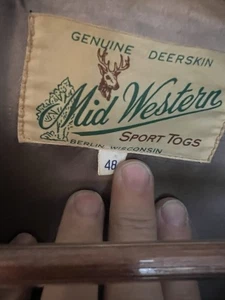 GENUINE DEERSKIN
Mid Western
SPORT TOGS
BERLIN, WISCONSIN
48